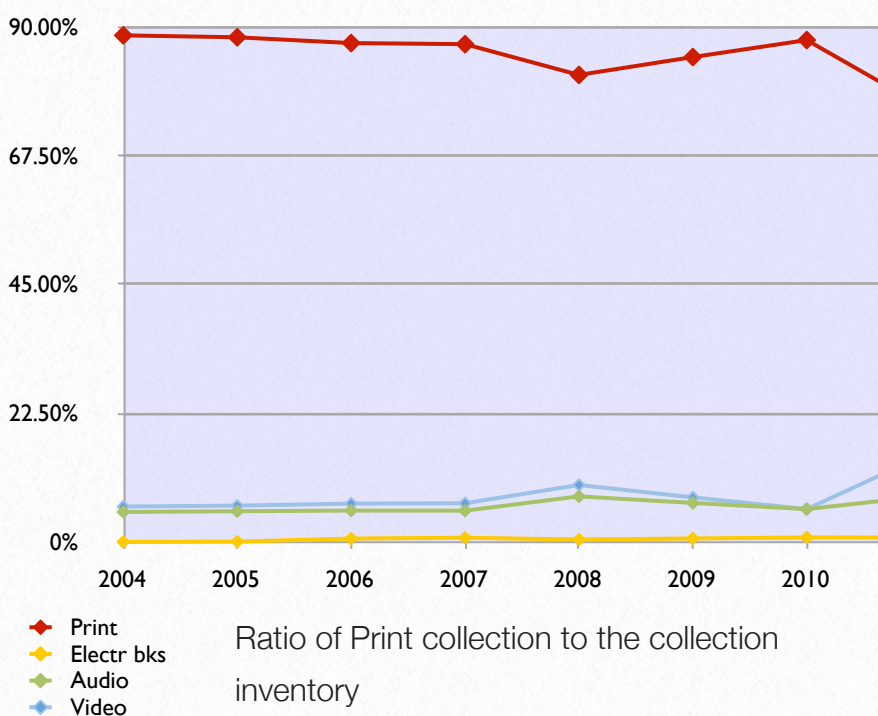 90.00%
67.50%
45.00%
22.50%
0%
2004 2005 2006 2007 2008 2009 2010
Print
Electr bks
Audio
Video
Ratio of Print collection to the collection
inventory